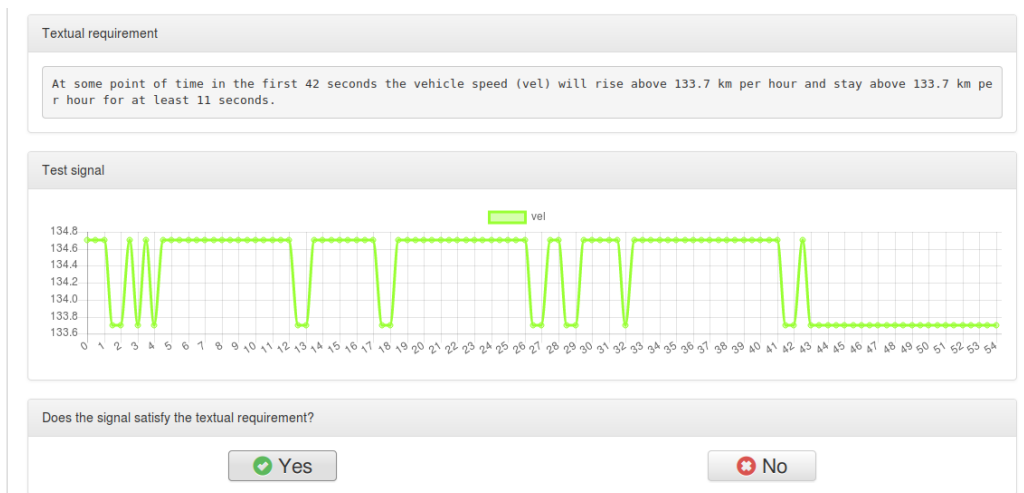 Textual requirement
At some point of time in the first 42 seconds the vehicle speed (vel) will rise above 133.7 km per hour and stay above 133.7 km pe
r hour for at least 11 seconds.
Test signal
vel
134.8
134.6
134.4
134.2
134.0
133.8
133.6
0 1 2 3 4 5 6 7 8 9 10 11 12 13 14 15 16 17 18 19 20 21 22 23 24 25 26 27 28 29 30 31 32 33 34 35 36 37 38 39 40 41 42 43 44 45 46 47 48 49 50 51 52 53 54
Does the signal satisfy the textual requirement?
Yes No